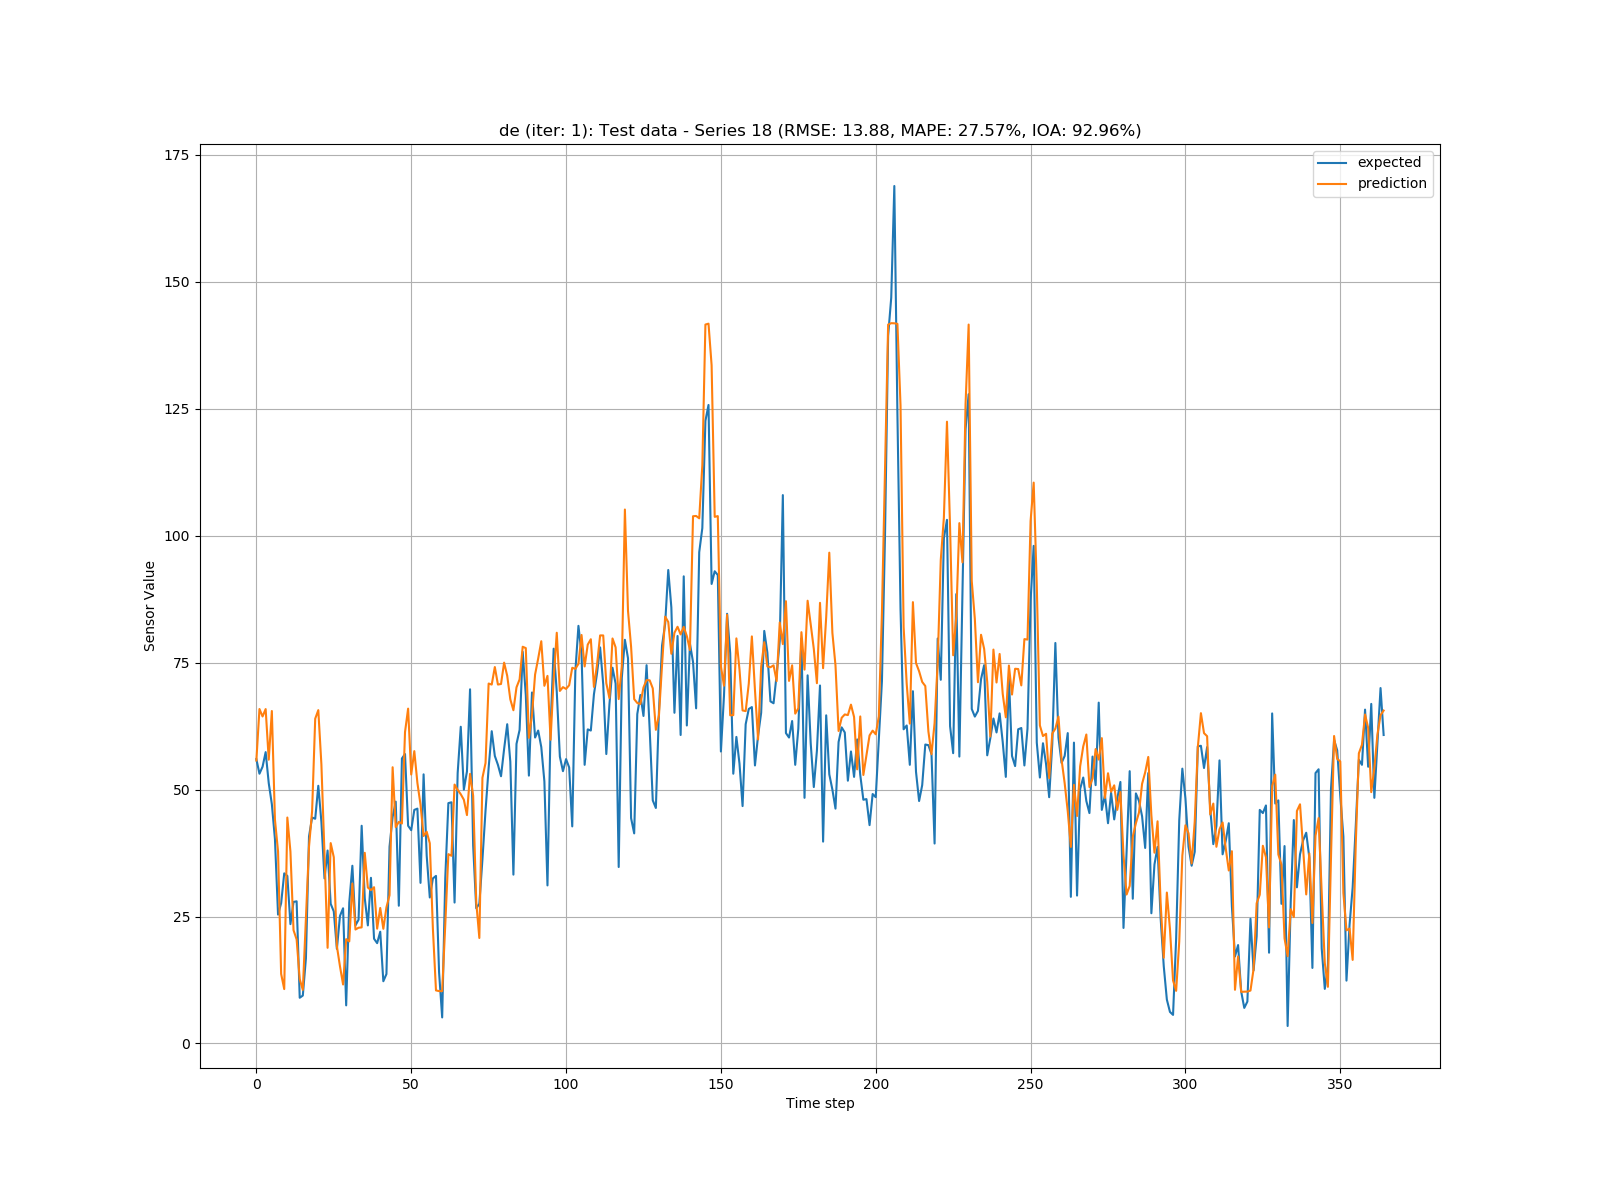 de (iter: 1): Test data - Series 18 (RMSE: 13.88, MAPE: 27.57%, IOA: 92.96%)
expected
prediction
175
150
125
100
75
50
25
0
Sensor Value
0 50 100 150 200 250 300 350
Time step